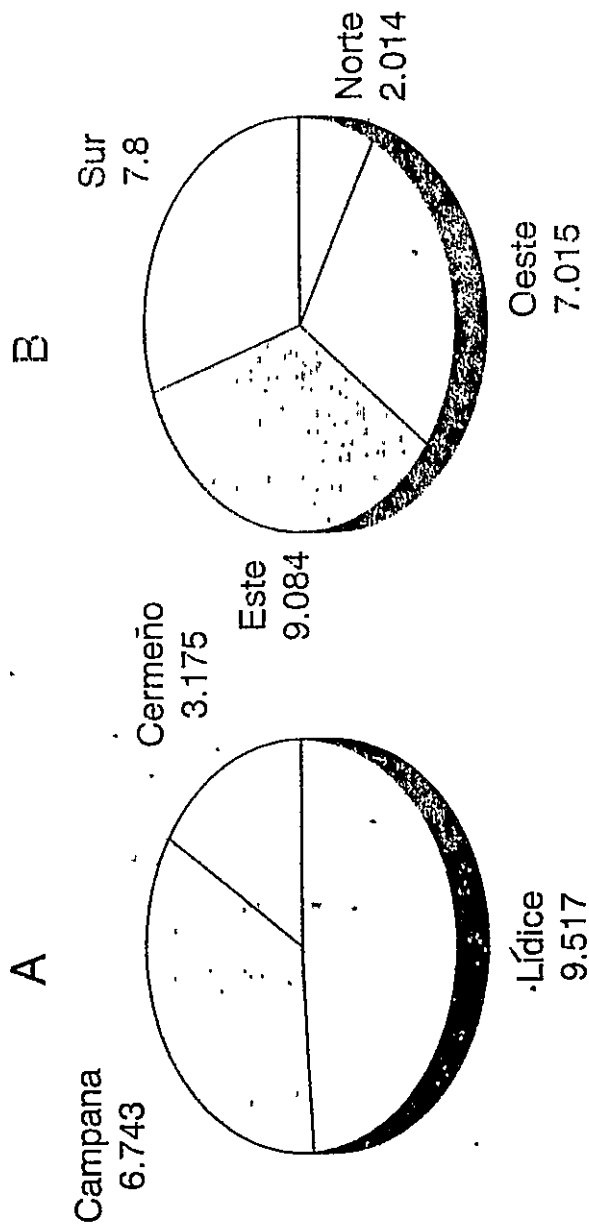 A
Campana
6.743
Cermeño
3.175
Lídice
9.517
B
Sur
7.8
Este
9.084
Norte
2.014
Oeste
7.015